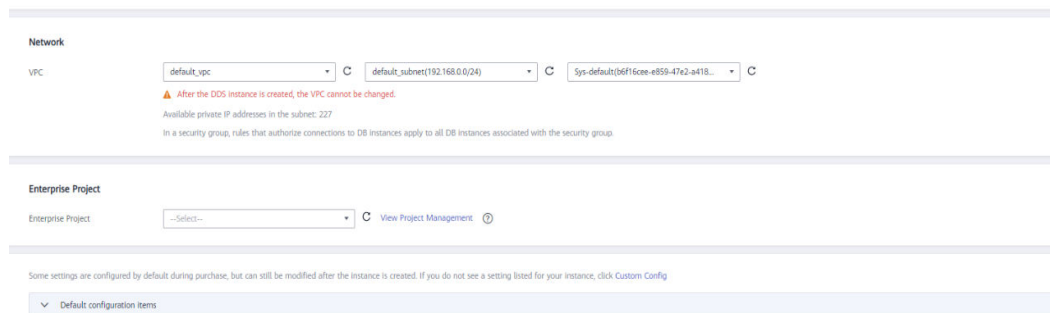 Network
VPC
default_vpc
default_subnet(192.168.0.0/24)
Sys-default(b6f16cee-e859-47e2-a418...
After the DDS instance is created, the VPC cannot be changed.
Available private IP addresses in the subnet: 227
In a security group, rules that authorize connections to DB instances apply to all DB instances associated with the security group.
Enterprise Project
Enterprise Project
--Select--
View Project Management
Some settings are configured by default during purchase, but can still be modified after the instance is created. If you do not see a setting listed for your instance, click Custom Config
Default configuration items